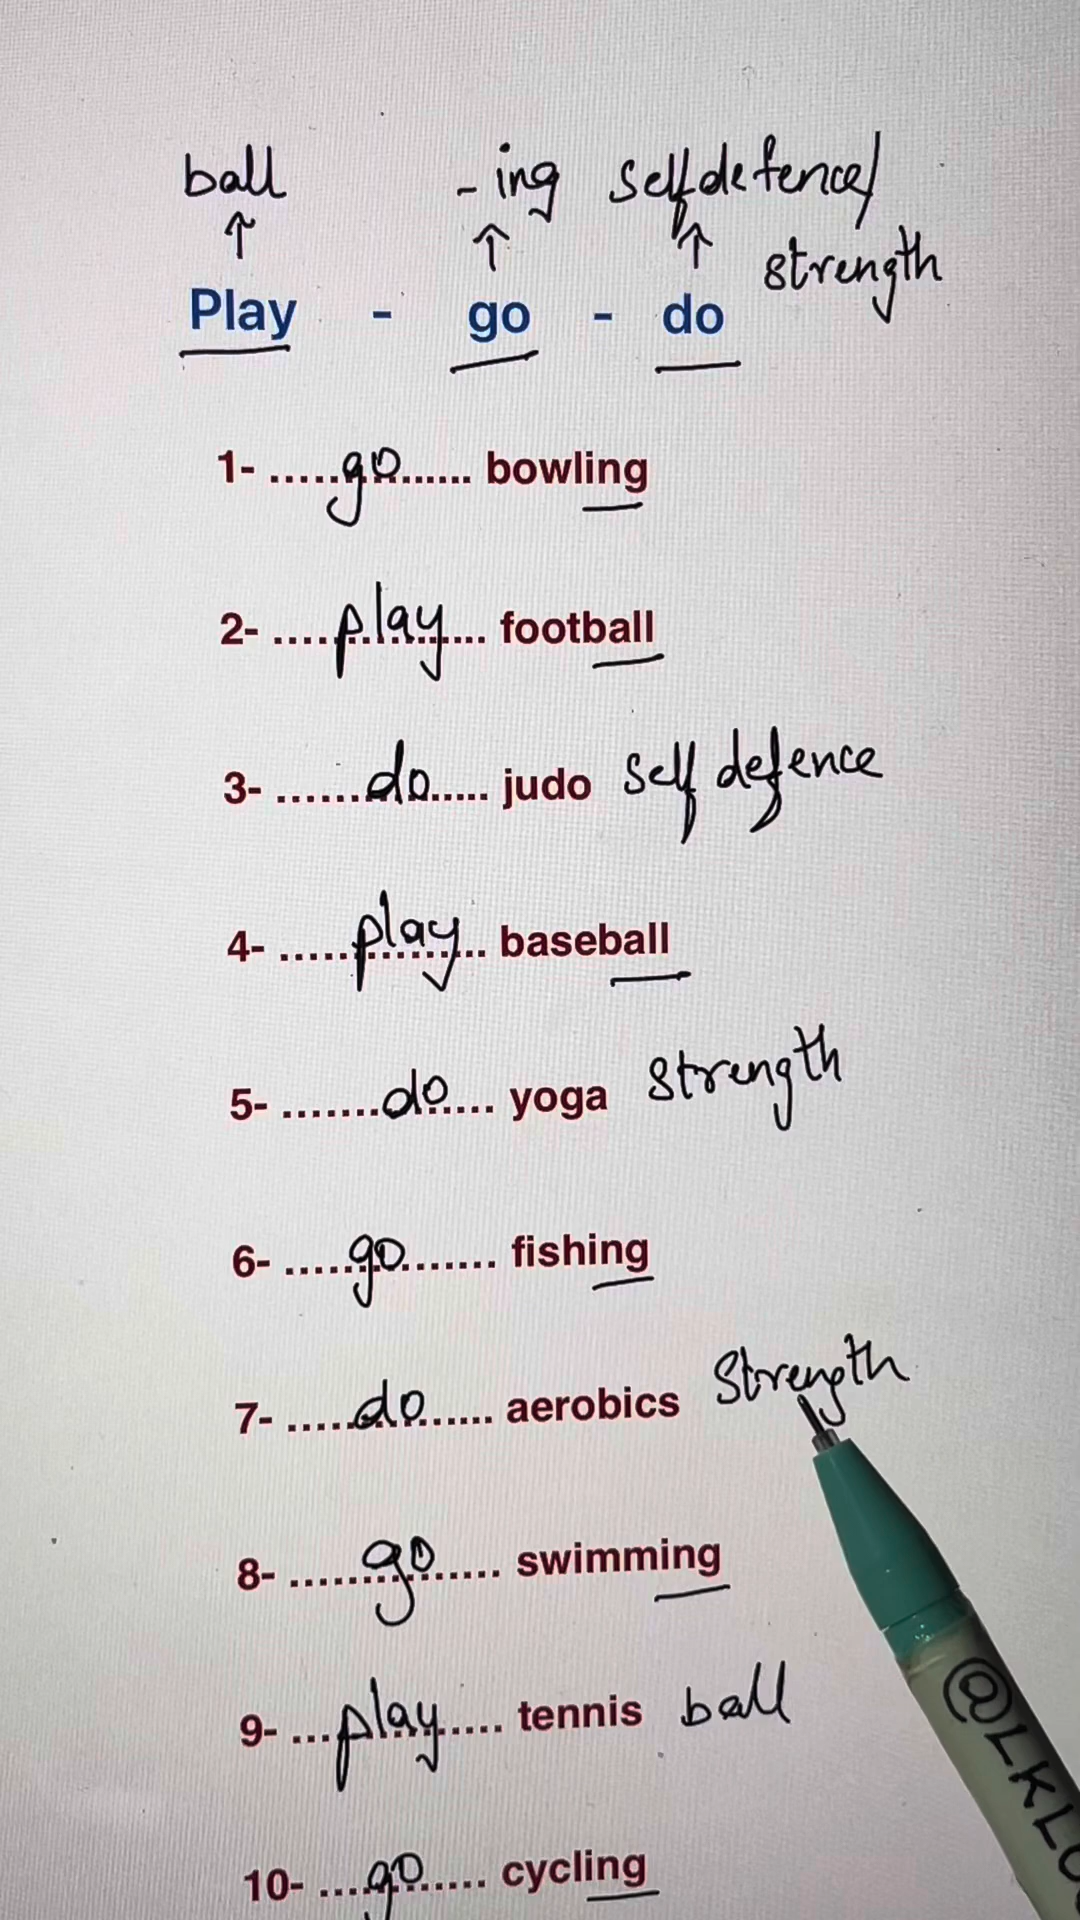 ball - ing selfdefence/
↑ ↑ ↑ strength
Play - go - do
1- .....go...... bowling
2- ....play.... football
3- .......do..... judo self defence
4- .....play.. baseball
5- .......do.... yoga strength
6- .....go....... fishing
7- .....do...... aerobics Strength
8- ......go..... swimming
9- ...play..... tennis ball
10- ....go..... cycling